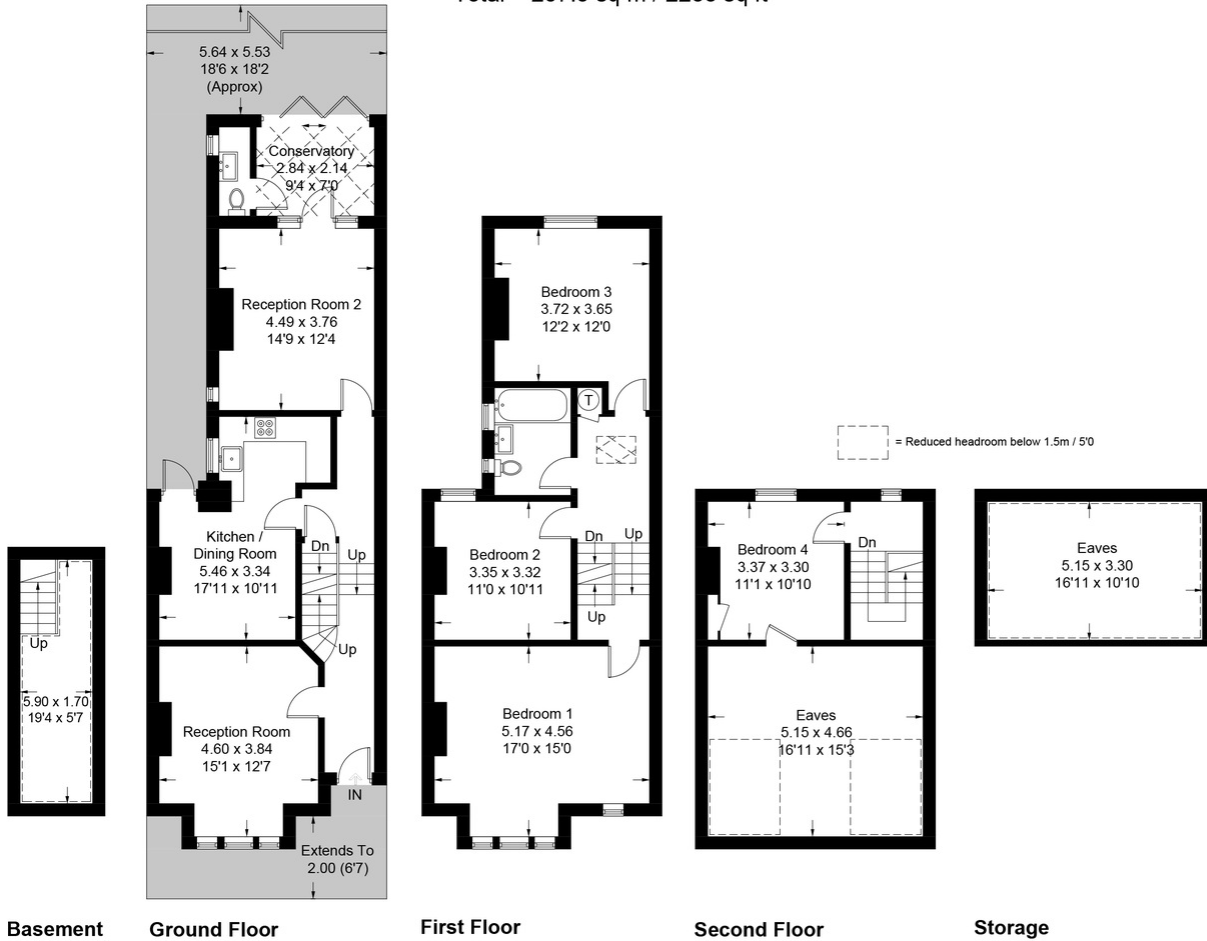 5.64 x 5.53
18'6 x 18'2
(Approx)
Conservatory
2.84 x 2.14
9'4 x 7'0
Reception Room 2
4.49 x 3.76
14'9 x 12'4
Kitchen /
Dining Room
5.46 x 3.34
17'11 x 10'11
Dn
Up
Up
Reception Room
4.60 x 3.84
15'1 x 12'7
IN
Extends To
2.00 (6'7)
Up
5.90 x 1.70
19'4 x 5'7
Bedroom 3
3.72 x 3.65
12'2 x 12'0
T
Bedroom 2
3.35 x 3.32
11'0 x 10'11
Dn
Up
Up
Bedroom 1
5.17 x 4.56
17'0 x 15'0
= Reduced headroom below 1.5m / 5'0
Bedroom 4
3.37 x 3.30
11'1 x 10'10
Dn
Eaves
5.15 x 4.66
16'11 x 15'3
Eaves
5.15 x 3.30
16'11 x 10'10
Basement
Ground Floor
First Floor
Second Floor
Storage